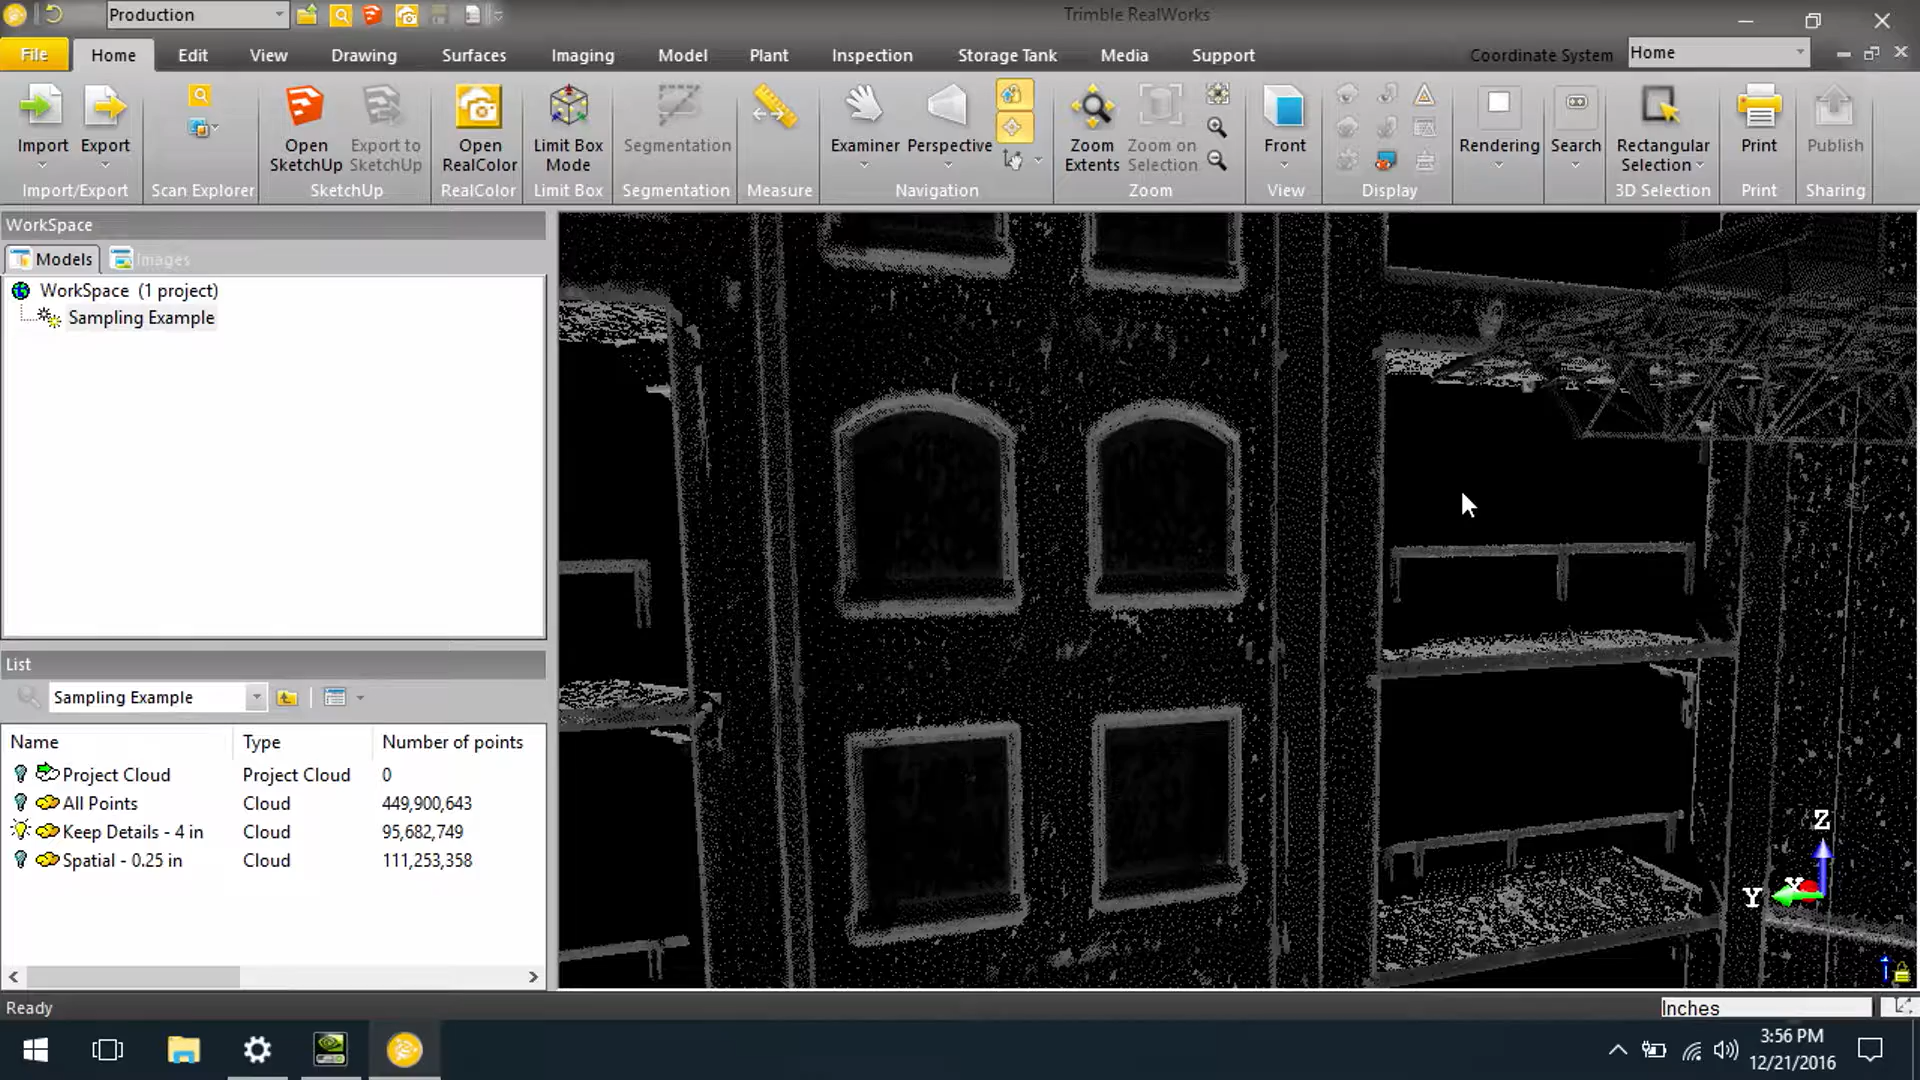 Production
Trimble RealWorks
File Home Edit View Drawing Surfaces Imaging Model Plant Inspection Storage Tank Media Support
Coordinate System Home
Import Export
Open SketchUp
Export to SketchUp
Open RealColor
Limit Box Mode
Segmentation
Examiner
Perspective
Zoom Extents
Zoom on Selection
Front
Rendering
Search
Rectangular Selection
Print
Publish
Import/Export
Scan Explorer
SketchUp
RealColor
Limit Box
Segmentation
Measure
Navigation
Zoom
View
Display
3D Selection
Print
Sharing
WorkSpace
Models Images
WorkSpace (1 project)
Sampling Example
List
Sampling Example
Name Type Number of points
Project Cloud Project Cloud 0
All Points Cloud 449,900,643
Keep Details - 4 in Cloud 95,682,749
Spatial - 0.25 in Cloud 111,253,358
Z
Y X
Ready
Inches
3:56 PM
12/21/2016